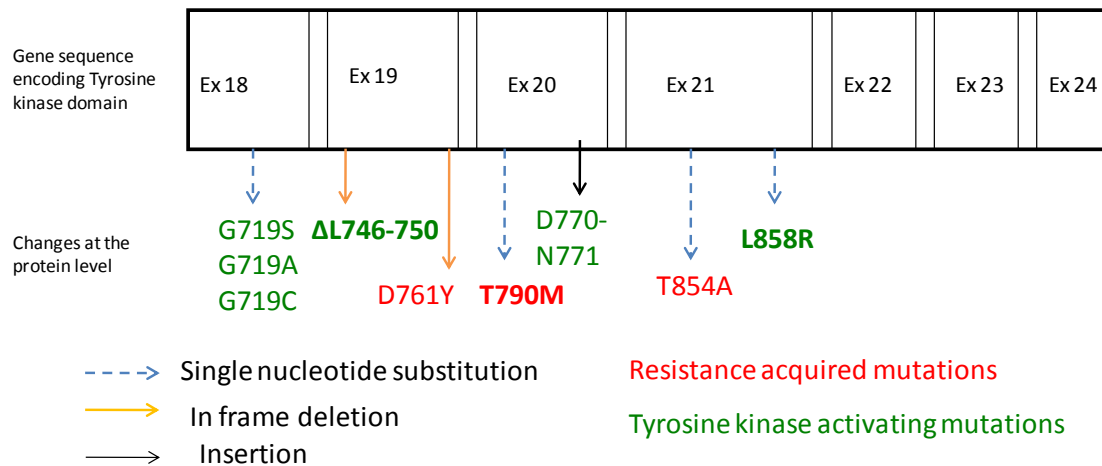 Gene sequence
encoding Tyrosine
kinase domain
Ex 18
Ex 19
Ex 20
Ex 21
Ex 22
Ex 23
Ex 24
Changes at the
protein level
G719S
G719A
G719C
ΔL746-750
D761Y
T790M
D770-
N771
T854A
L858R
Single nucleotide substitution
In frame deletion
Insertion
Resistance acquired mutations
Tyrosine kinase activating mutations